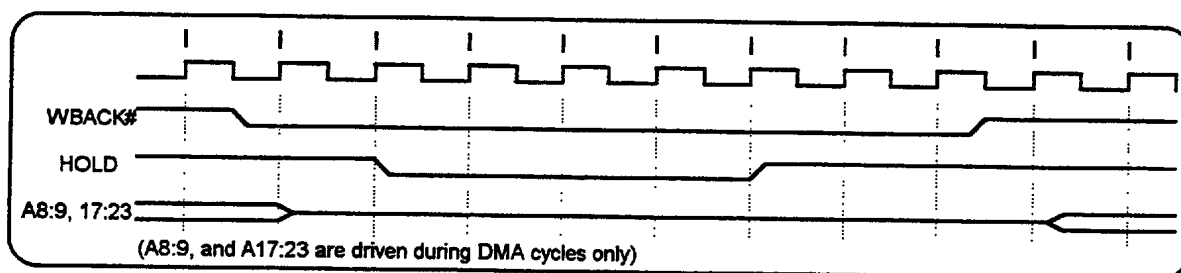 WBACK#
HOLD
A8:9, 17:23
(A8:9, and A17:23 are driven during DMA cycles only)